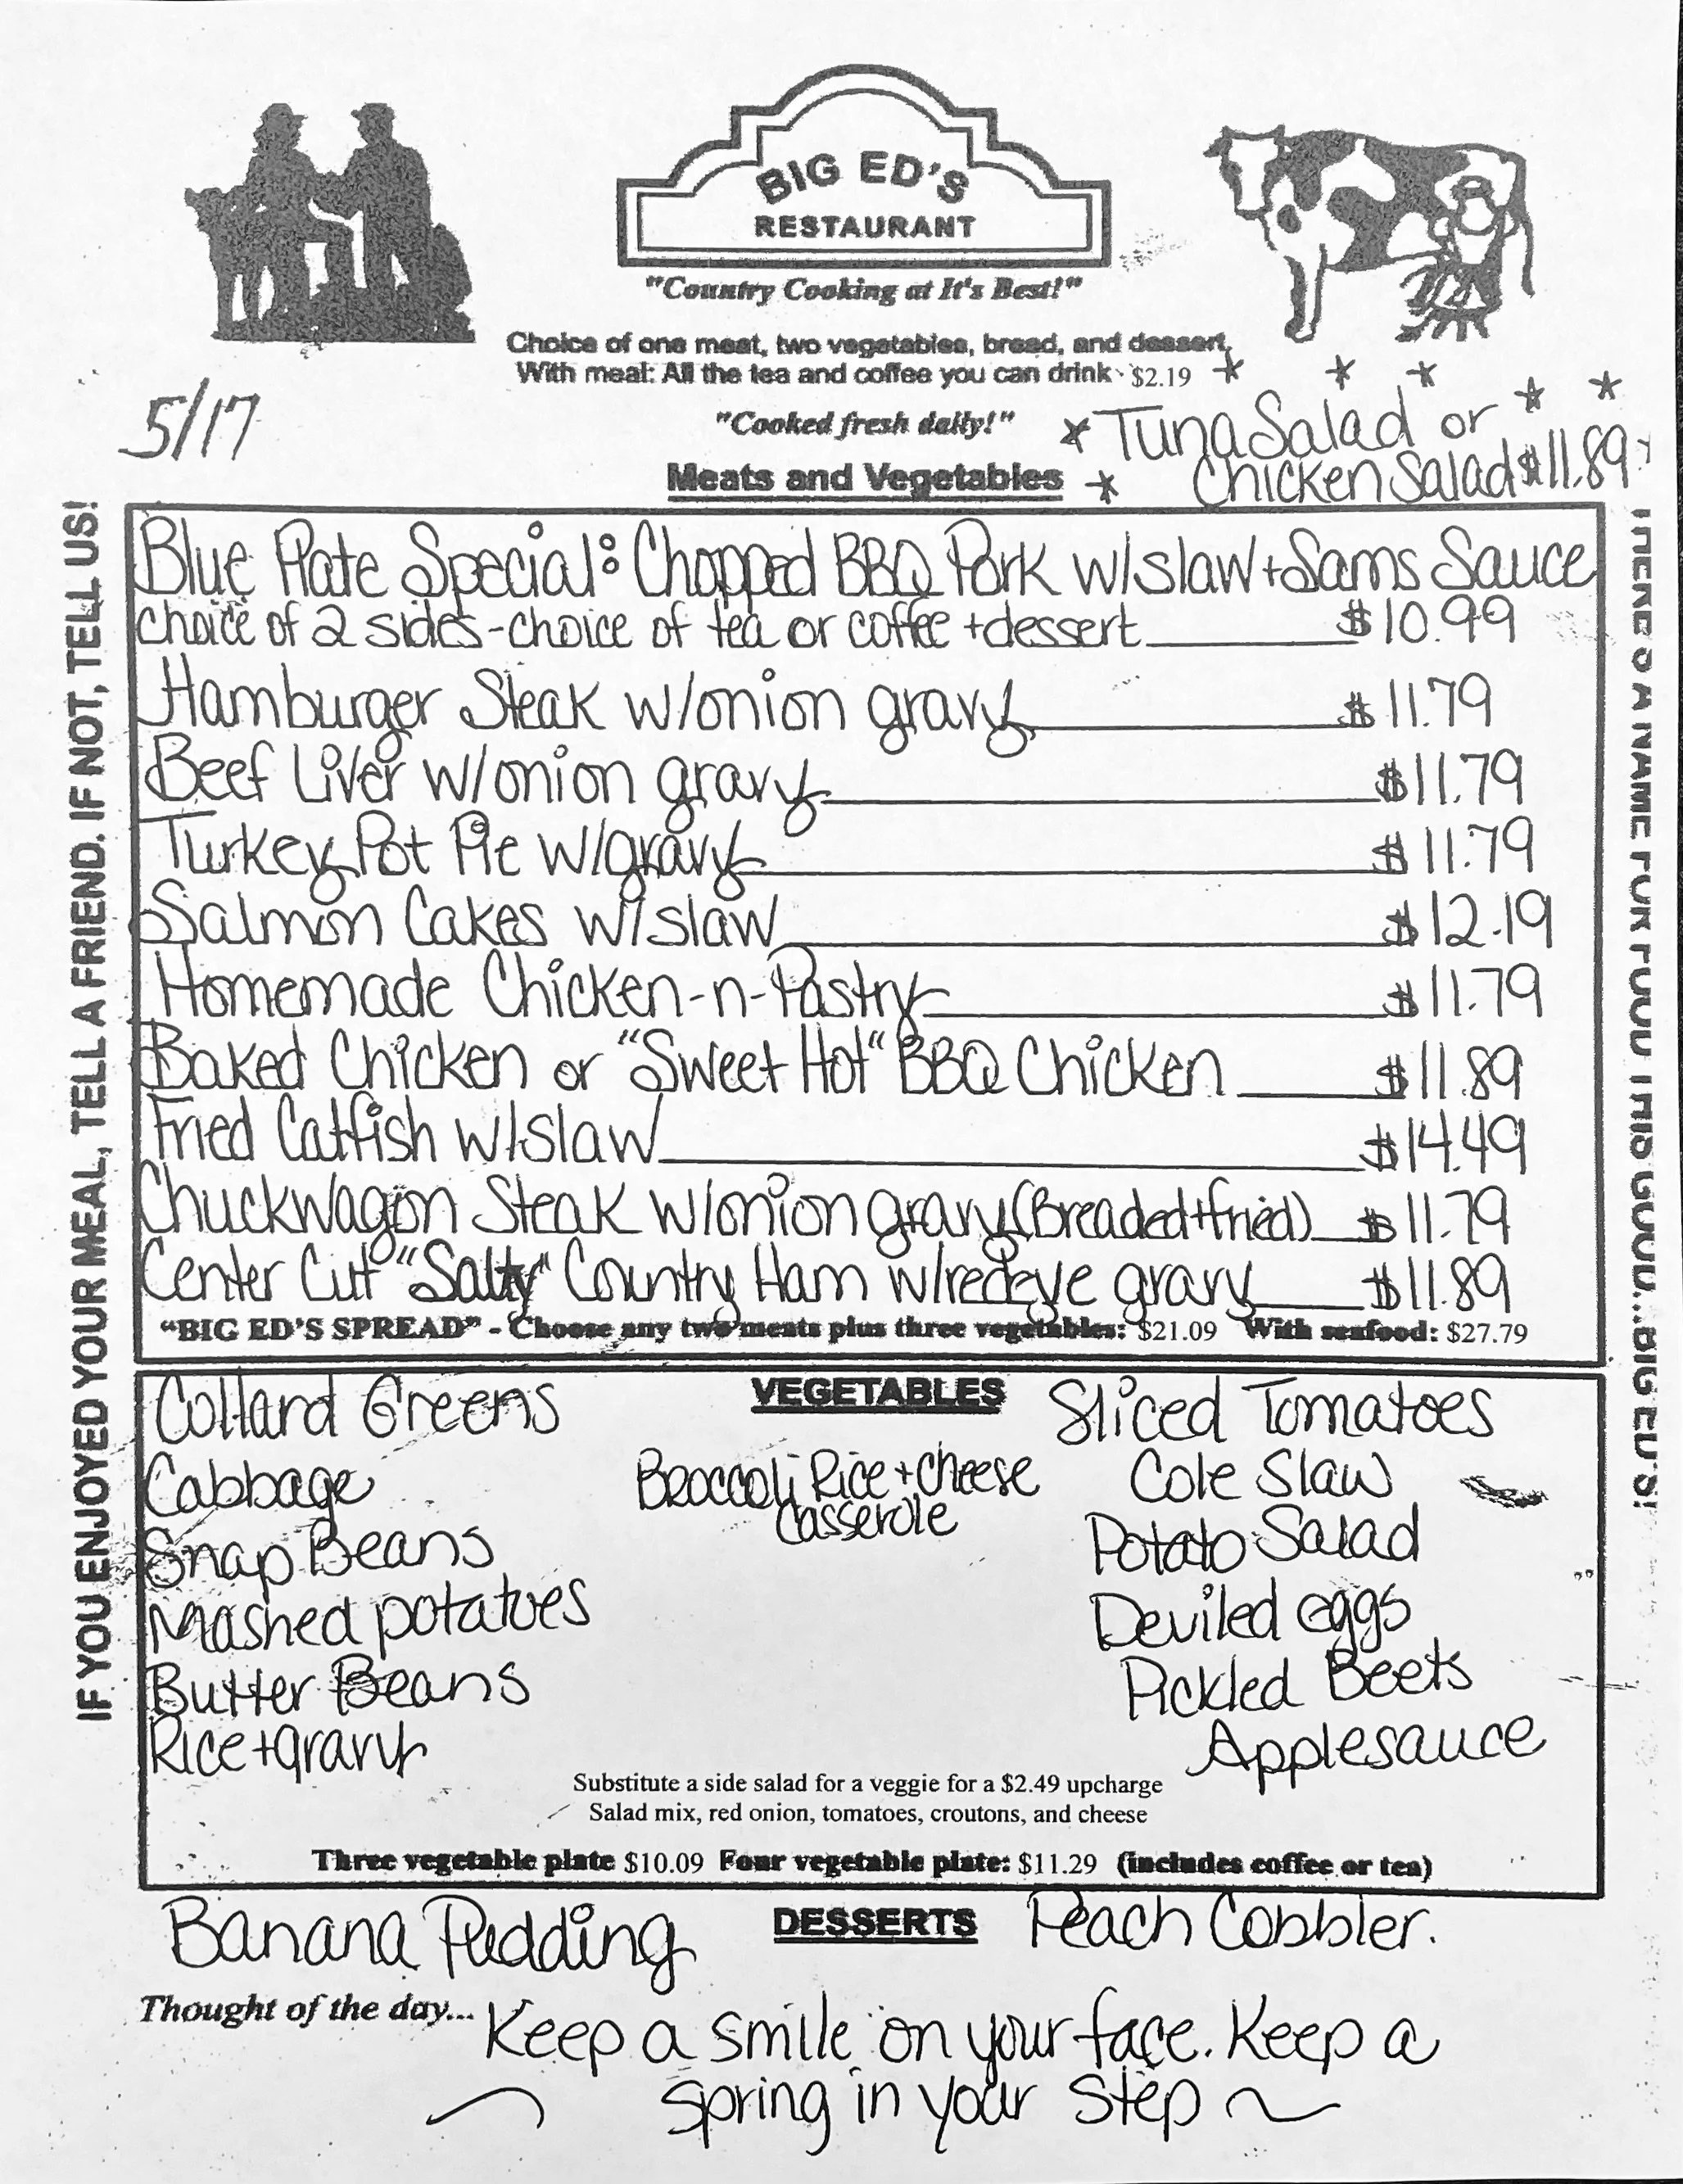 BIG ED'S
RESTAURANT
"Country Cooking at It's Best!"
Choice of one meat, two vegetables, bread, and dessert.
With meal: All the tea and coffee you can drink $2.19
5/17
"Cooked fresh daily!"
Tuna Salad or
Chicken Salad $11.89
Meats and Vegetables
Blue Plate Special: Chopped BBQ Pork w/slaw + Sams Sauce
choice of 2 sides - choice of tea or coffee + dessert $10.99
Hamburger Steak w/onion gravy $11.79
Beef Liver w/onion gravy $11.79
Turkey Pot Pie w/gravy $11.79
Salmon Cakes w/slaw $12.19
Homemade Chicken-n-Pastry $11.79
Baked Chicken or "Sweet Hot" BBQ Chicken $11.89
Fried Catfish w/slaw $14.49
Chuckwagon Steak w/onion gravy (Breaded + fried) $11.79
Center Cut "Salty" Country Ham w/redeye gravy $11.89
"BIG ED'S SPREAD" - Choose any two meats plus three vegetables: $21.09 With seafood: $27.79
IF YOU ENJOYED YOUR MEAL, TELL A FRIEND. IF NOT, TELL US!
THERE'S A NAME FOR FOOD THIS GOOD...BIG ED'S!
VEGETABLES
Collard Greens
Cabbage
Snap Beans
Mashed potatoes
Butter Beans
Rice + gravy
Broccoli Rice + cheese
Casserole
Sliced Tomatoes
Cole Slaw
Potato Salad
Deviled eggs
Pickled Beets
Applesauce
Substitute a side salad for a veggie for a $2.49 upcharge
Salad mix, red onion, tomatoes, croutons, and cheese
Three vegetable plate $10.09 Four vegetable plate: $11.29 (includes coffee or tea)
DESSERTS
Banana Pudding
Peach Cobbler.
Thought of the day... Keep a smile on your face. Keep a
spring in your step